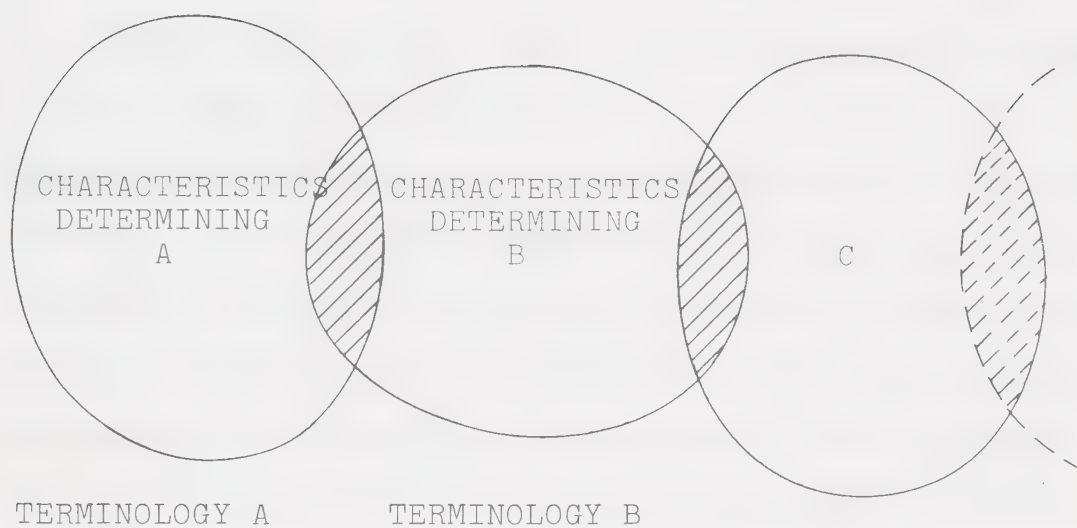 CHARACTERISTICS
DETERMINING
A
CHARACTERISTICS
DETERMINING
B
C
TERMINOLOGY A
TERMINOLOGY B